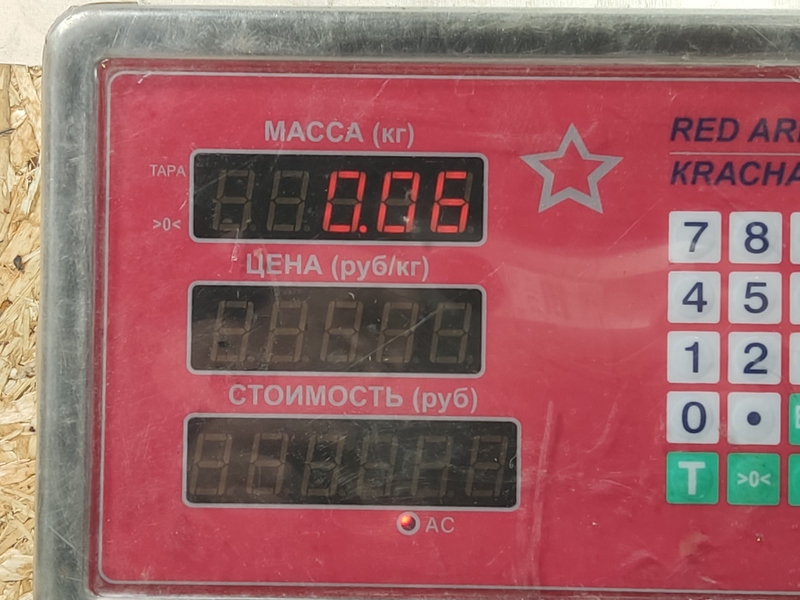 МАССА (кг)
RED AR
KRACHA
ТАРА
0.06
>0<
7 8
ЦЕНА (руб/кг)
4 5
1 2
СТОИМОСТЬ (руб)
0 •
T >0<
AC